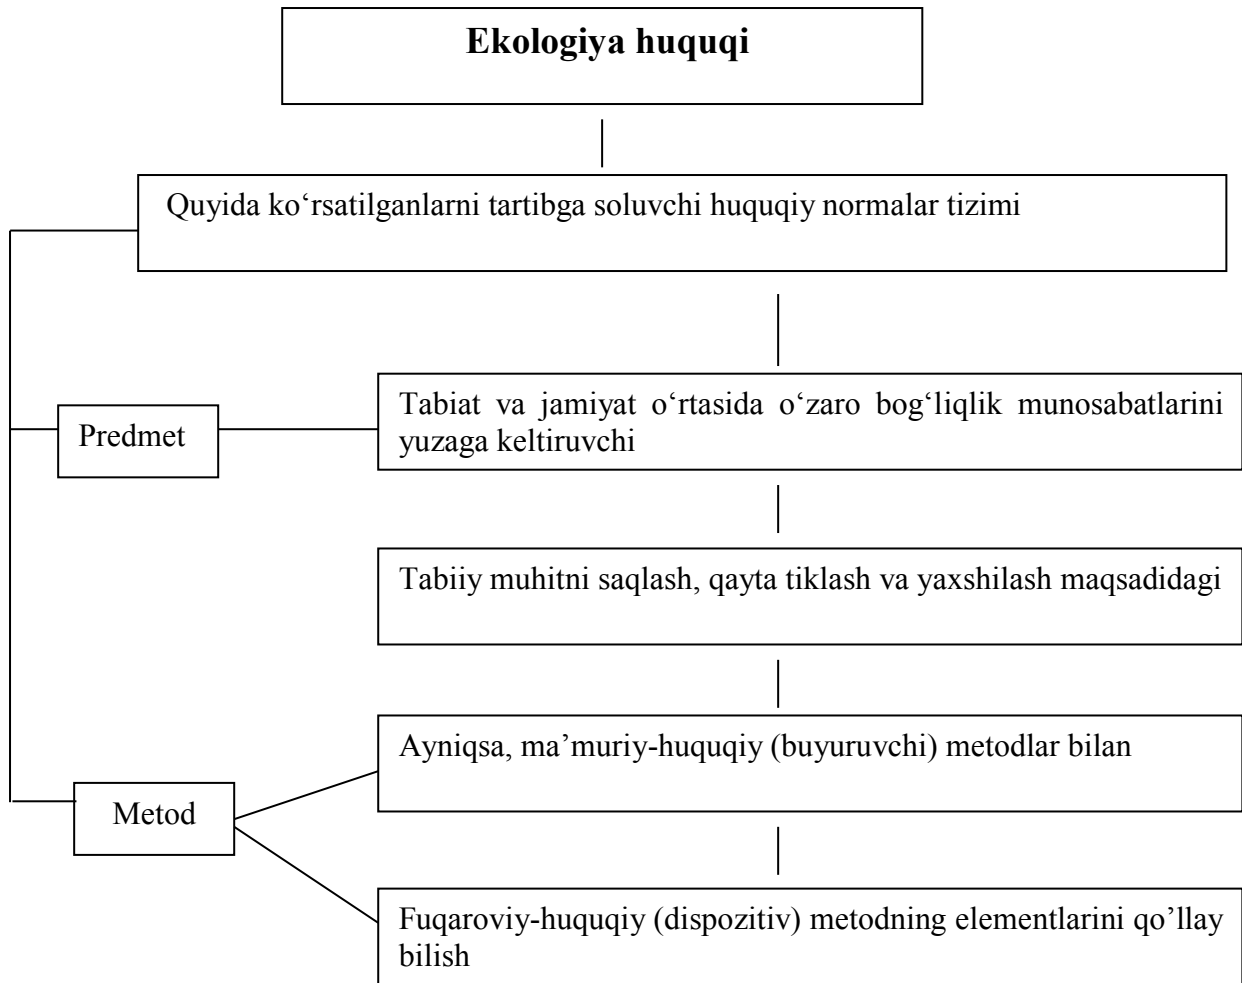 Ekologiya huquqi
Quyida ko‘rsatilganlarni tartibga soluvchi huquqiy normalar tizimi
Predmet
Tabiat va jamiyat o‘rtasida o‘zaro bog‘liqlik munosabatlarini
yuzaga keltiruvchi
Tabiiy muhitni saqlash, qayta tiklash va yaxshilash maqsadidagi
Metod
Ayniqsa, ma’muriy-huquqiy (buyuruvchi) metodlar bilan
Fuqaroviy-huquqiy (dispozitiv) metodning elementlarini qo’llay
bilish